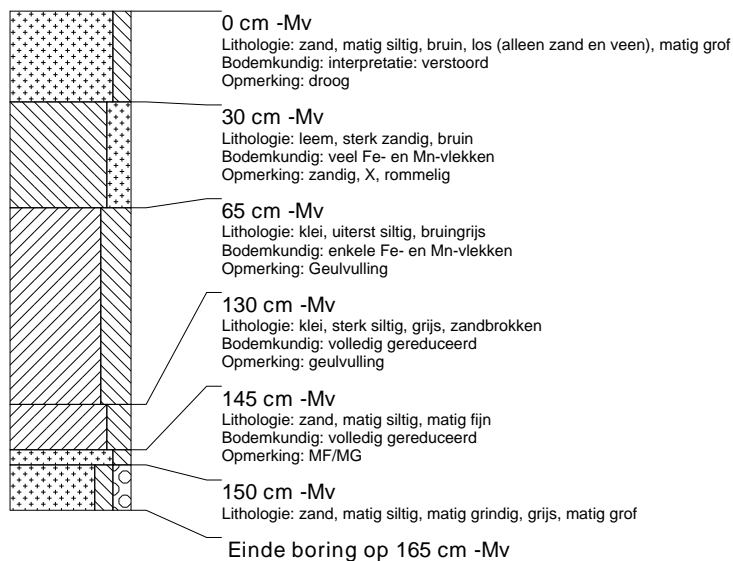 0 cm -Mv
Lithologie: zand, matig siltig, bruin, los (alleen zand en veen), matig grof
Bodemkundig: interpretatie: verstoord
Opmerking: droog
30 cm -Mv
Lithologie: leem, sterk zandig, bruin
Bodemkundig: veel Fe- en Mn-vlekken
Opmerking: zandig, X, rommelig
65 cm -Mv
Lithologie: klei, uiterst siltig, bruingrijs
Bodemkundig: enkele Fe- en Mn-vlekken
Opmerking: Geulvulling
130 cm -Mv
Lithologie: klei, sterk siltig, grijs, zandbrokken
Bodemkundig: volledig gereduceerd
Opmerking: geulvulling
145 cm -Mv
Lithologie: zand, matig siltig, matig fijn
Bodemkundig: volledig gereduceerd
Opmerking: MF/MG
150 cm -Mv
Lithologie: zand, matig siltig, matig grindig, grijs, matig grof
Einde boring op 165 cm -Mv